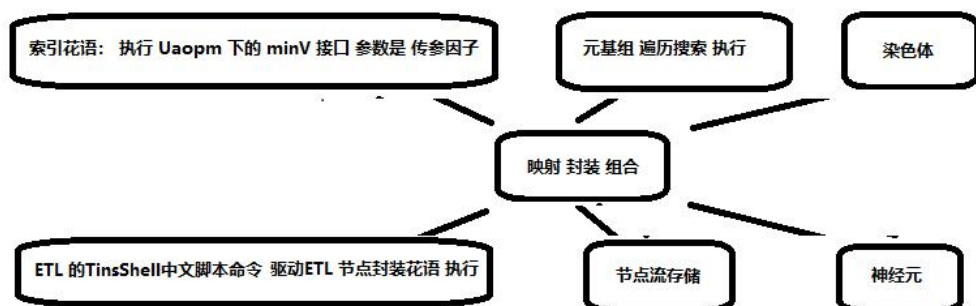 索引花语： 执行 Uaopm 下的 minV 接口 参数是 传参因子
元基组 遍历搜索 执行
染色体
映射 封装 组合
ETL 的TinsShell中文脚本命令 驱动ETL 节点封装花语 执行
节点流存储
神经元